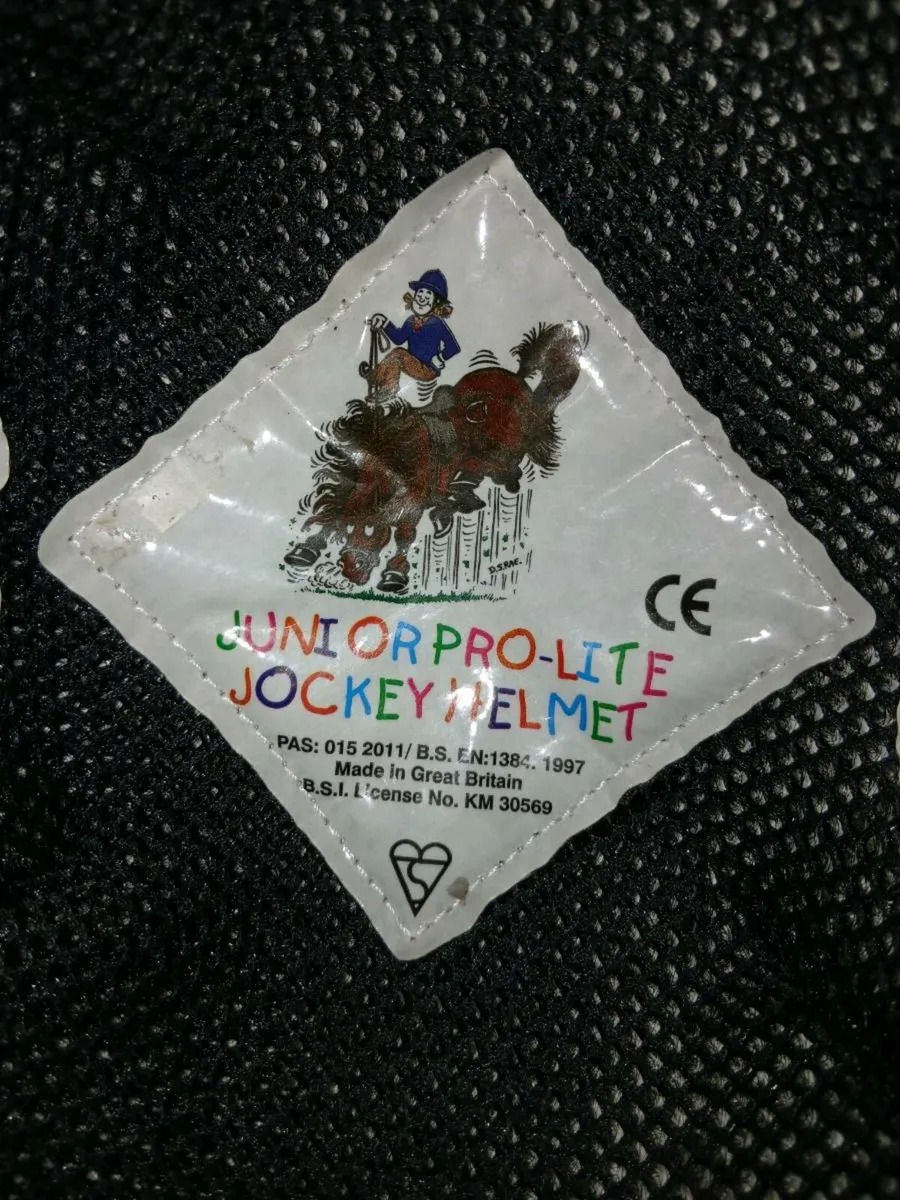 D.S.RAE.
CE
JUNIOR PRO-LITE
JOCKEY HELMET
PAS: 015 2011/ B.S. EN:1384. 1997
Made in Great Britain
B.S.I. License No. KM 30569